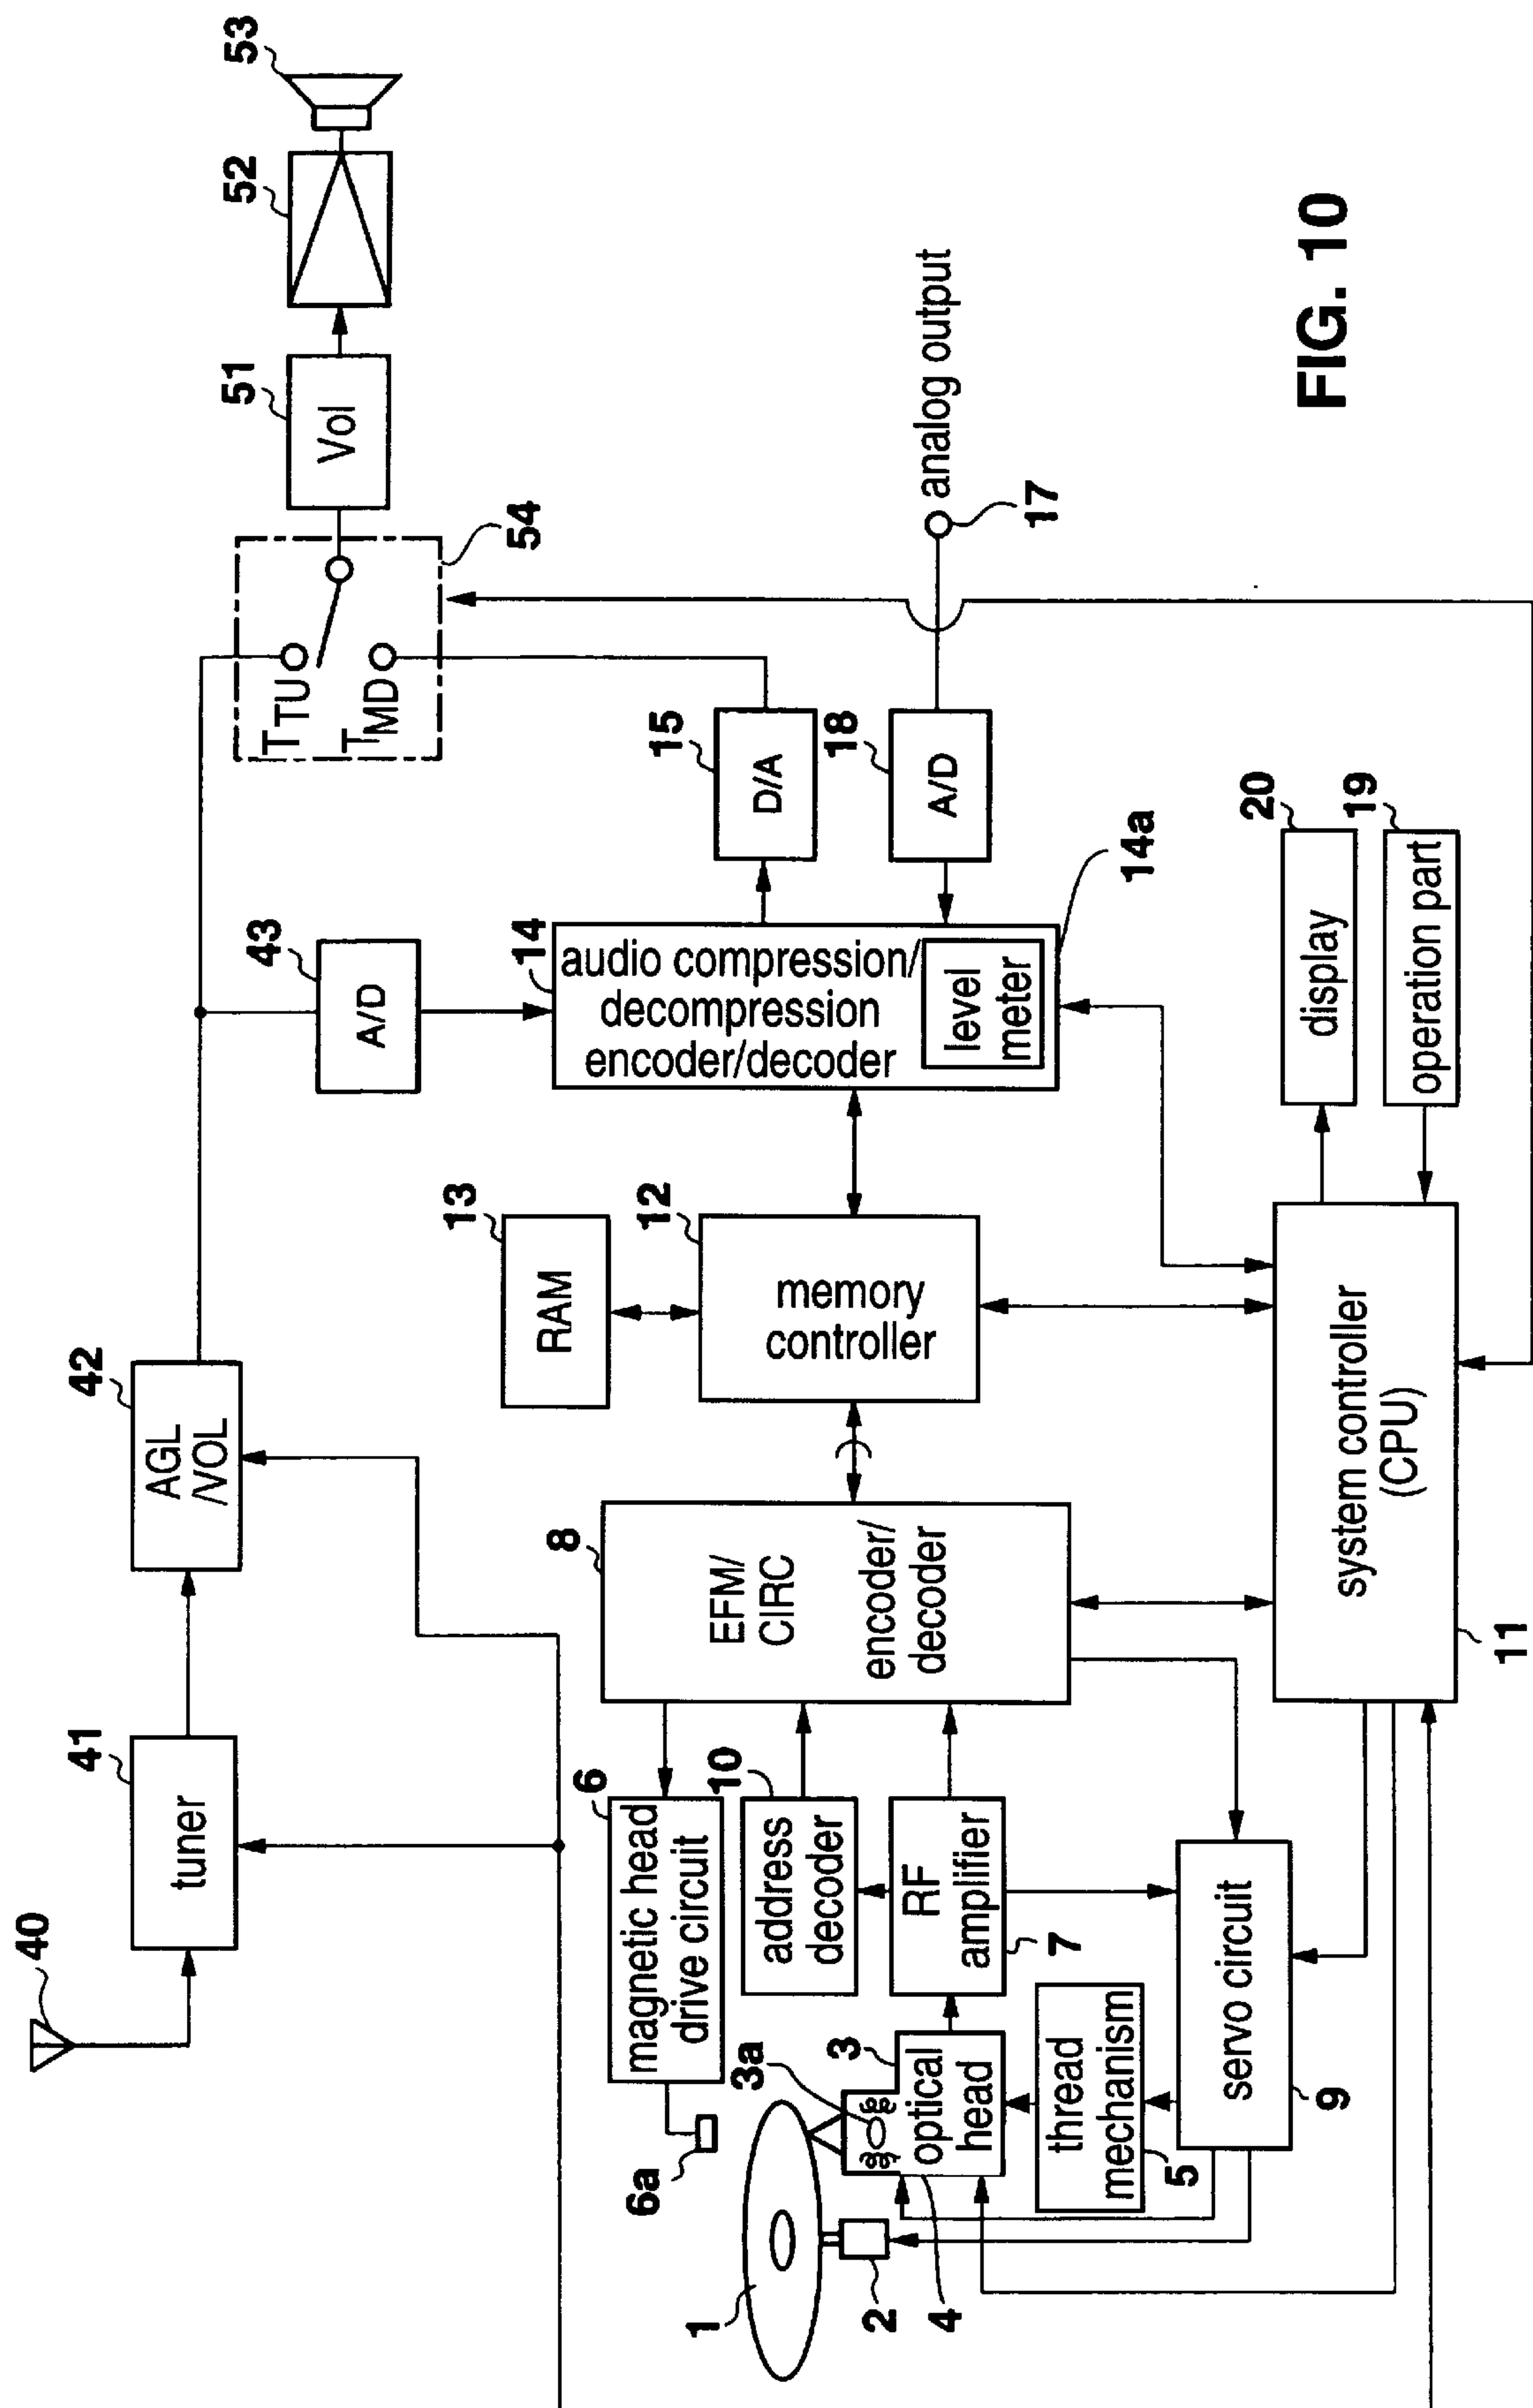 40
41
tuner
42
AGL
/VOL
43
A/D
T TU
T MD
54
51
Vol
52
53
6
magnetic head
drive circuit
6a
10
address
decoder
RF
amplifier
7
3
3a
optical
head
4
1
2
thread
mechanism
5
servo circuit
9
8
EFM/
CIRC
encoder/
decoder
13
RAM
12
memory
controller
14
audio compression/
decompression
encoder/decoder
level
meter
14a
15
D/A
18
A/D
17
analog output
system controller
(CPU)
11
20
display
19
operation part
FIG. 10